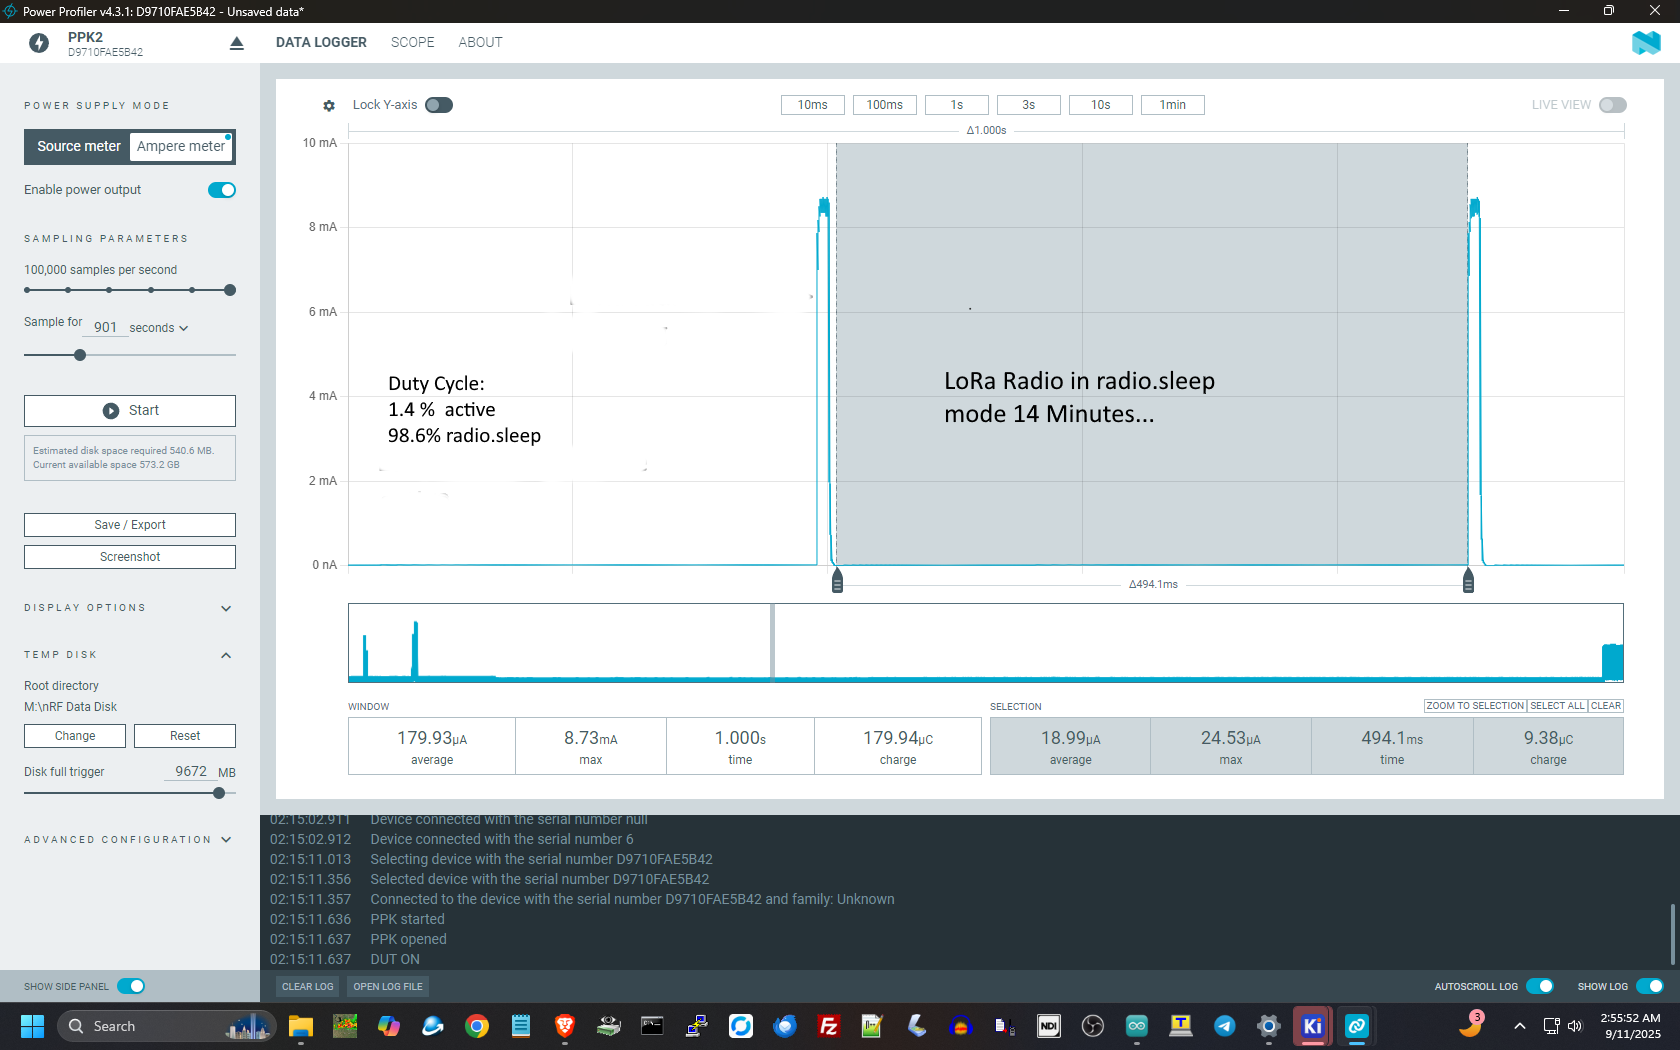 Power Profiler v4.3.1: D9710FAE5B42 - Unsaved data*
PPK2
D9710FAE5B42
DATA LOGGER
SCOPE
ABOUT
POWER SUPPLY MODE
Source meter
Ampere meter
Enable power output
SAMPLING PARAMETERS
100,000 samples per second
Sample for 901 seconds
Start
Estimated disk space required 540.6 MB.
Current available space 573.2 GB
Save / Export
Screenshot
DISPLAY OPTIONS
TEMP DISK
Root directory
M:\nRF Data Disk
Change
Reset
Disk full trigger 9672 MB
ADVANCED CONFIGURATION
SHOW SIDE PANEL
Lock Y-axis
10ms
100ms
1s
3s
10s
1min
LIVE VIEW
Δ1.000s
10 mA
8 mA
6 mA
4 mA
2 mA
0 nA
Duty Cycle:
1.4 % active
98.6% radio.sleep
LoRa Radio in radio.sleep
mode 14 Minutes...
Δ494.1ms
WINDOW
179.93μA
average
8.73mA
max
1.000s
time
179.94μC
charge
SELECTION
ZOOM TO SELECTION
SELECT ALL
CLEAR
18.99μA
average
24.53μA
max
494.1ms
time
9.38μC
charge
02:15:02.911 Device connected with the serial number null
02:15:02.912 Device connected with the serial number 6
02:15:11.013 Selecting device with the serial number D9710FAE5B42
02:15:11.356 Selected device with the serial number D9710FAE5B42
02:15:11.357 Connected to the device with the serial number D9710FAE5B42 and family: Unknown
02:15:11.636 PPK started
02:15:11.637 PPK opened
02:15:11.637 DUT ON
CLEAR LOG
OPEN LOG FILE
AUTOSCROLL LOG
SHOW LOG
Search
NDI
Fz
T
Ki
3
2:55:52 AM
9/11/2025